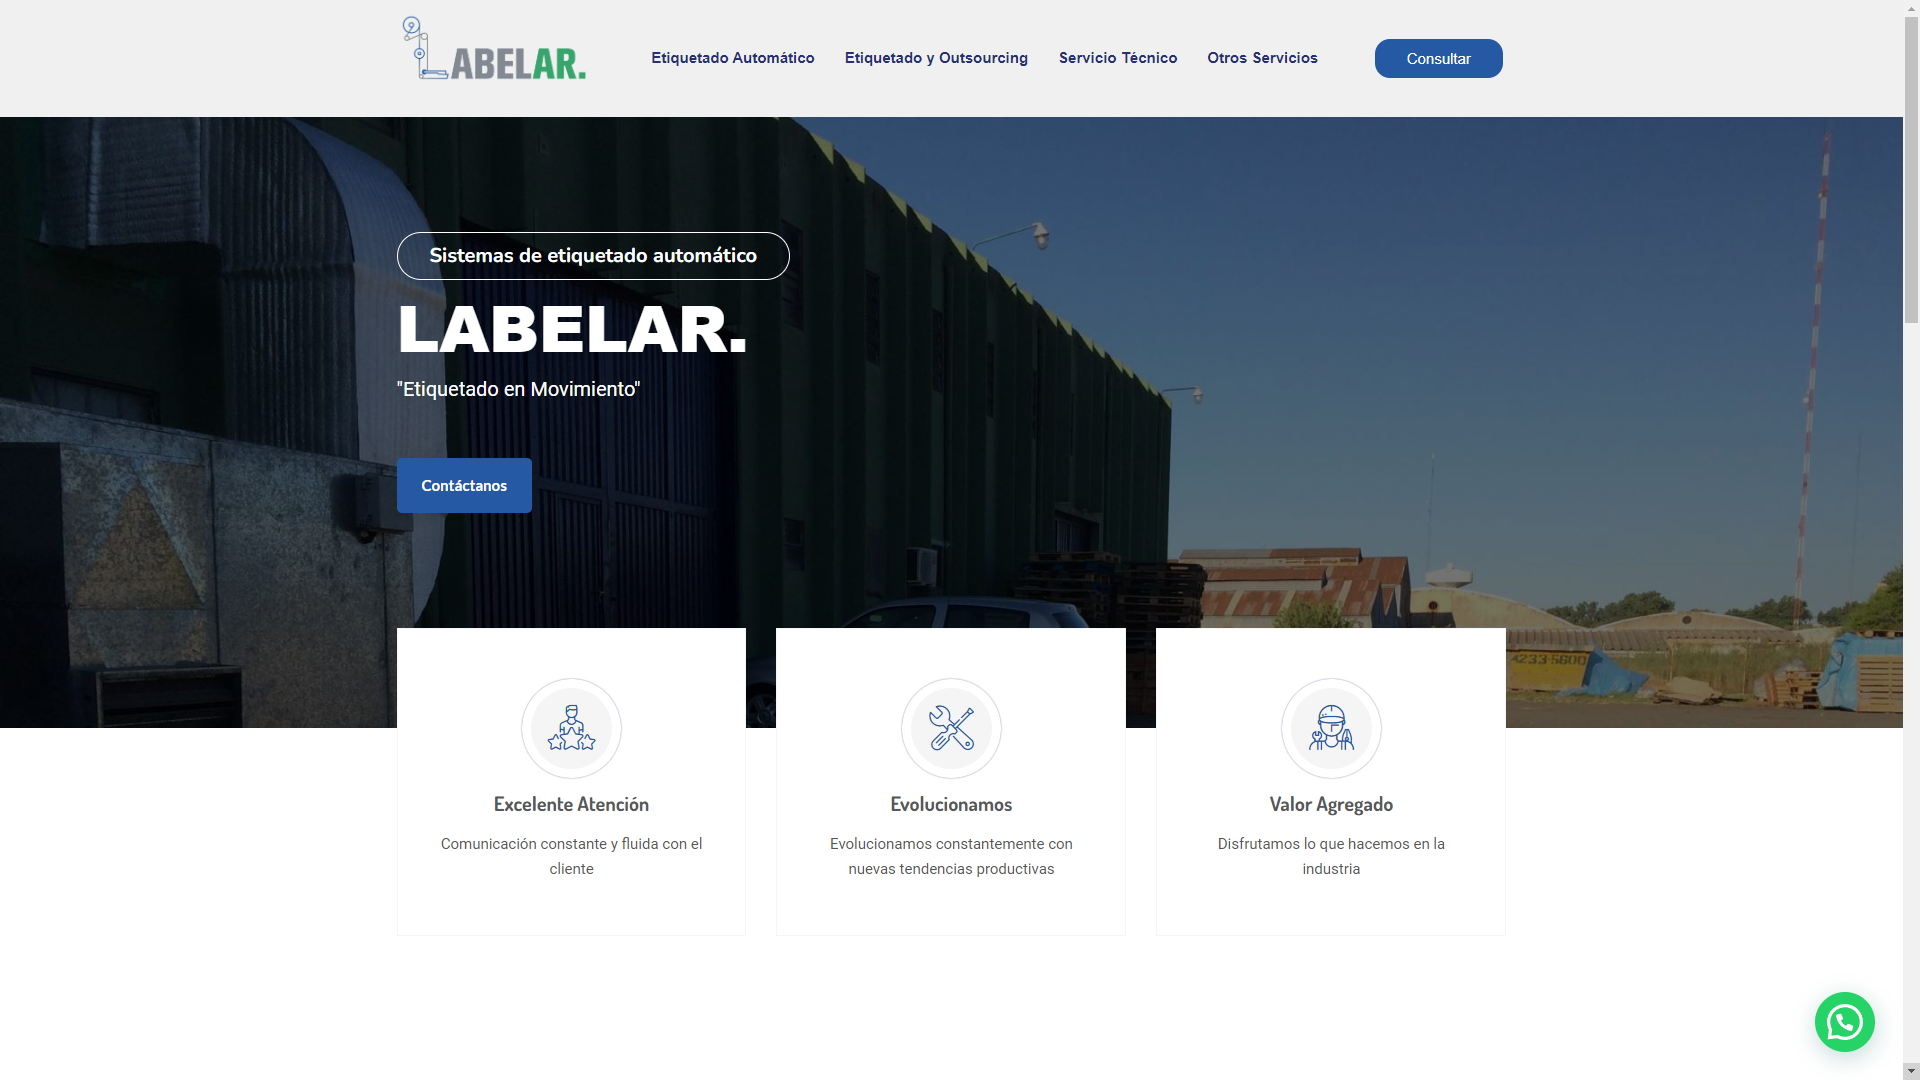 LABELAR.
Etiquetado Automático
Etiquetado y Outsourcing
Servicio Técnico
Otros Servicios
Consultar
Sistemas de etiquetado automático
LABELAR.
"Etiquetado en Movimiento"
Contáctanos
4233-5600
Excelente Atención
Comunicación constante y fluida con el
cliente
Evolucionamos
Evolucionamos constantemente con
nuevas tendencias productivas
Valor Agregado
Disfrutamos lo que hacemos en la
industria